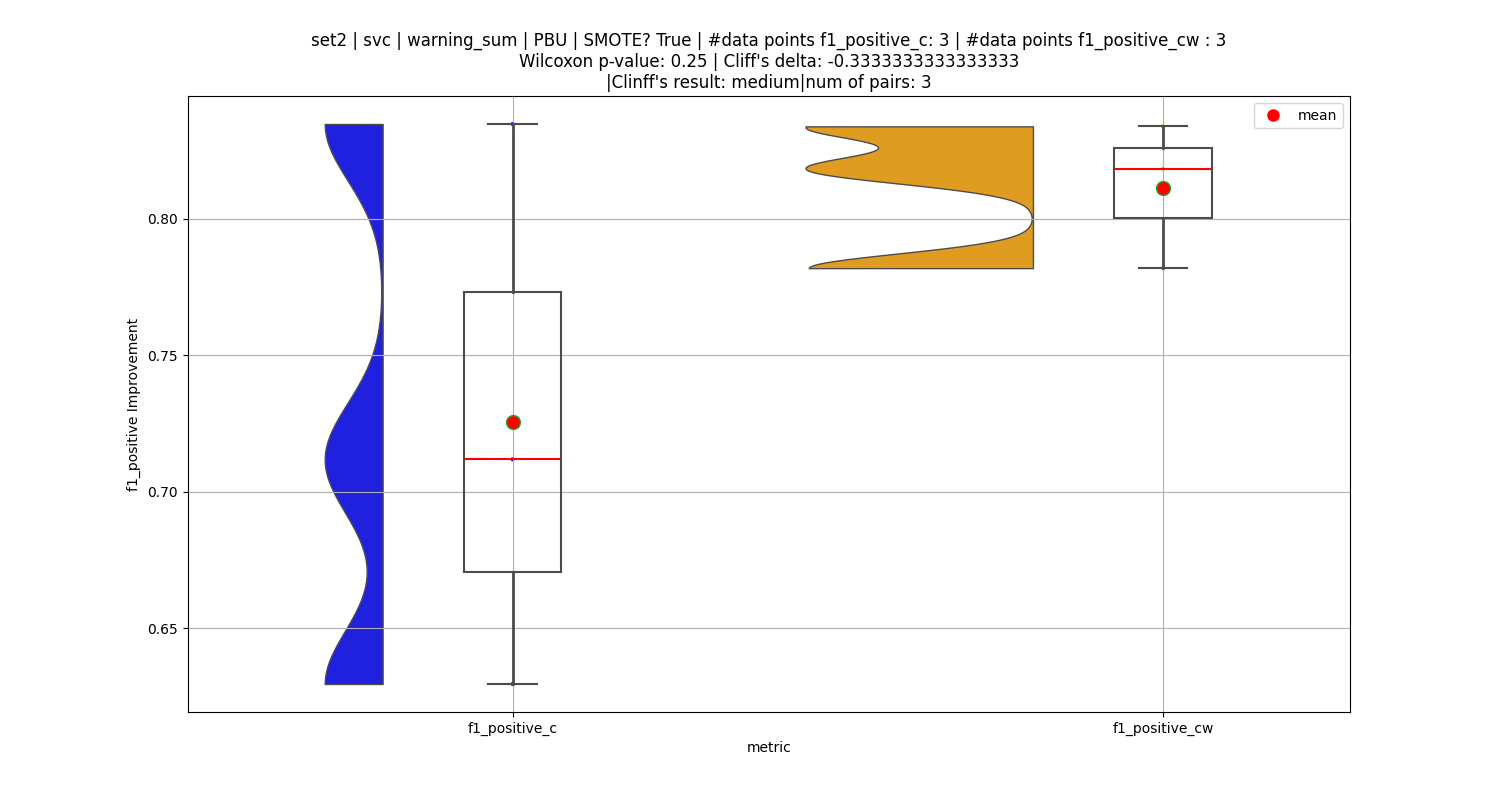 set2 | svc | warning_sum | PBU | SMOTE? True | #data points f1_positive_c: 3 | #data points f1_positive_cw : 3
Wilcoxon p-value: 0.25 | Cliff's delta: -0.3333333333333333
|Clinff's result: medium|num of pairs: 3
mean
0.80
0.75
0.70
0.65
f1_positive Improvement
f1_positive_c
f1_positive_cw
metric